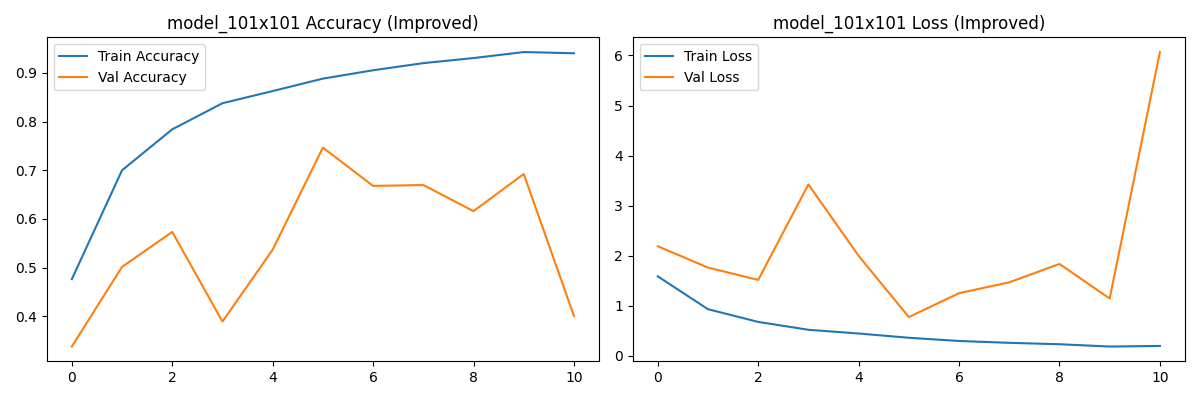 model_101x101 Accuracy (Improved)
Train Accuracy
Val Accuracy
0.9
0.8
0.7
0.6
0.5
0.4
0 2 4 6 8 10
model_101x101 Loss (Improved)
Train Loss
Val Loss
6
5
4
3
2
1
0
0 2 4 6 8 10